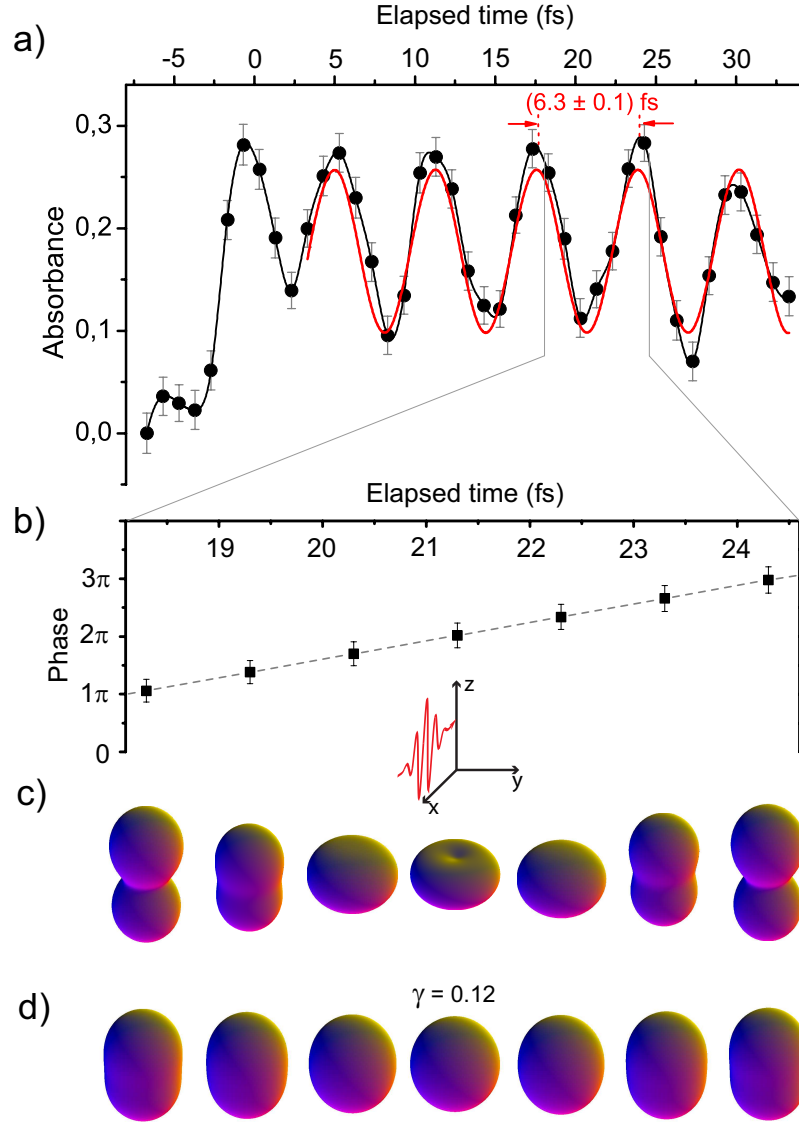 Elapsed time (fs)
a)
-5 0 5 10 15 20 25 30
(6.3 ± 0.1) fs
0,3
0,2
0,1
0,0
Absorbance
Elapsed time (fs)
b)
19 20 21 22 23 24
3π
2π
1π
0
Phase
z
y
x
c)
d)
γ = 0.12